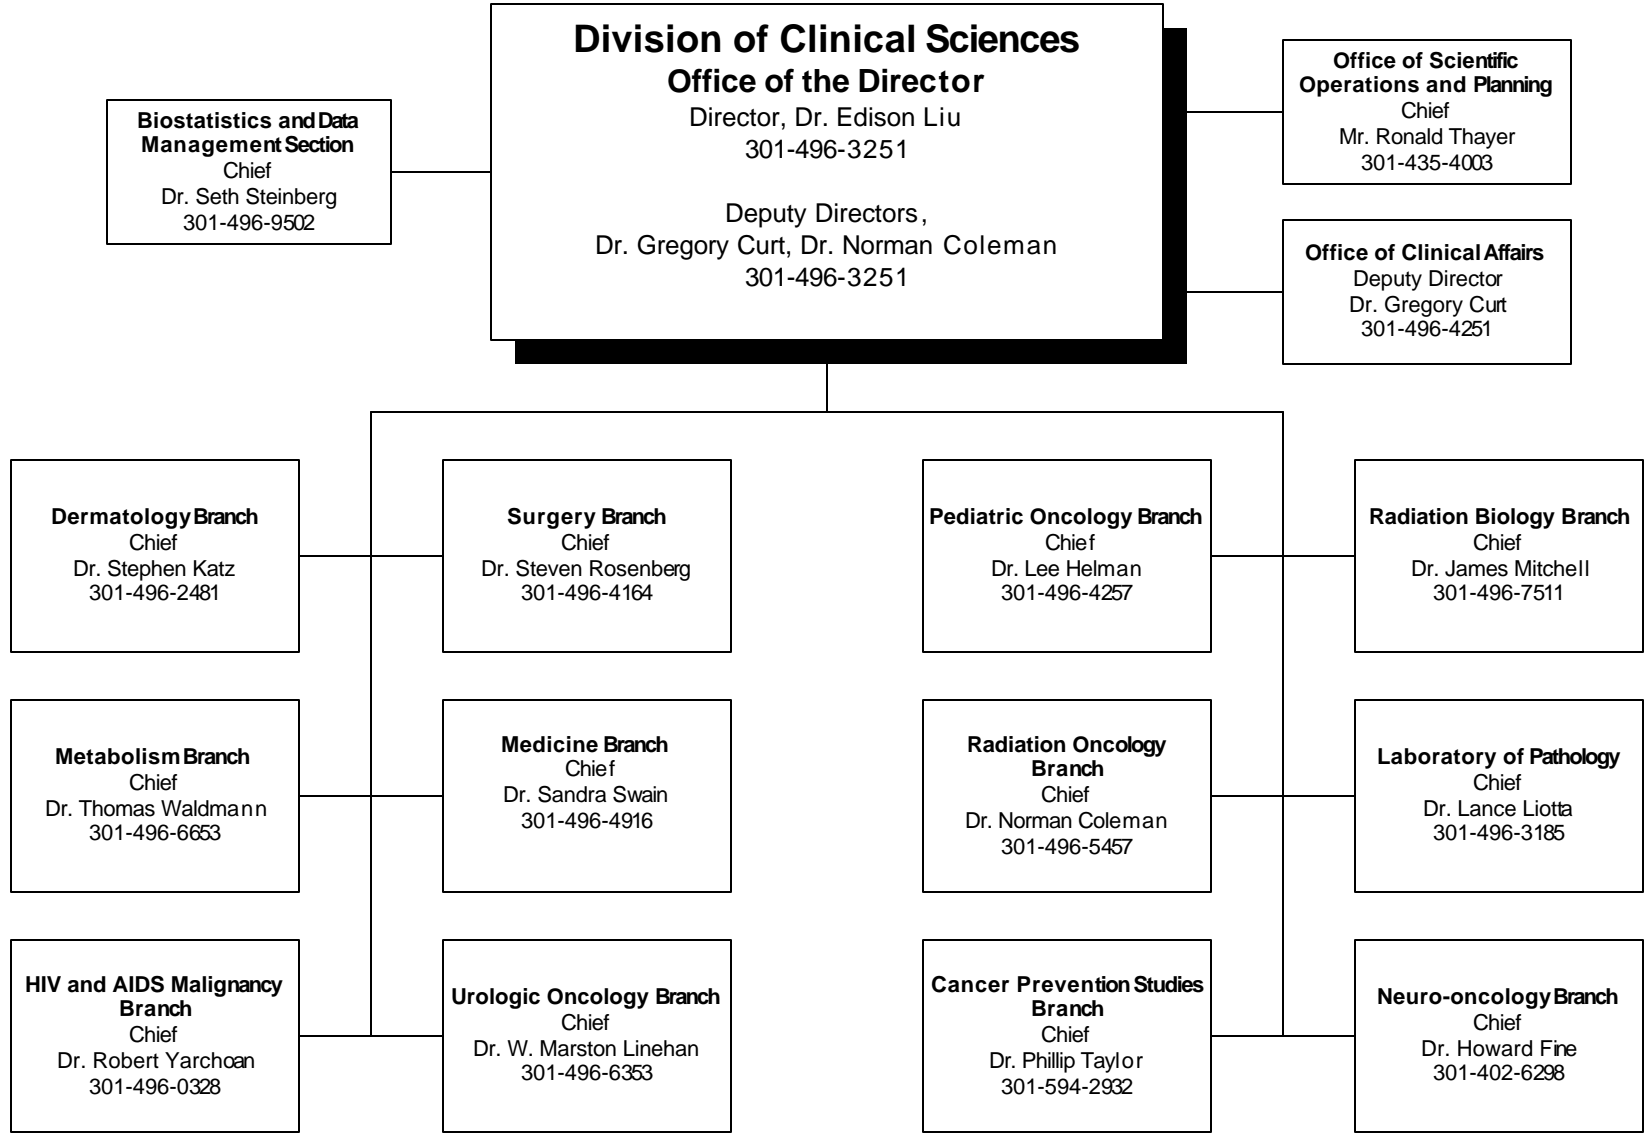 Division of Clinical Sciences
Office of the Director
Director, Dr. Edison Liu
301-496-3251
Deputy Directors,
Dr. Gregory Curt, Dr. Norman Coleman
301-496-3251
Biostatistics and Data
Management Section
Chief
Dr. Seth Steinberg
301-496-9502
Office of Scientific
Operations and Planning
Chief
Mr. Ronald Thayer
301-435-4003
Office of Clinical Affairs
Deputy Director
Dr. Gregory Curt
301-496-4251
Dermatology Branch
Chief
Dr. Stephen Katz
301-496-2481
Surgery Branch
Chief
Dr. Steven Rosenberg
301-496-4164
Pediatric Oncology Branch
Chief
Dr. Lee Helman
301-496-4257
Radiation Biology Branch
Chief
Dr. James Mitchell
301-496-7511
Metabolism Branch
Chief
Dr. Thomas Waldmann
301-496-6653
Medicine Branch
Chief
Dr. Sandra Swain
301-496-4916
Radiation Oncology
Branch
Chief
Dr. Norman Coleman
301-496-5457
Laboratory of Pathology
Chief
Dr. Lance Liotta
301-496-3185
HIV and AIDS Malignancy
Branch
Chief
Dr. Robert Yarchoan
301-496-0328
Urologic Oncology Branch
Chief
Dr. W. Marston Linehan
301-496-6353
Cancer Prevention Studies
Branch
Chief
Dr. Phillip Taylor
301-594-2932
Neuro-oncology Branch
Chief
Dr. Howard Fine
301-402-6298